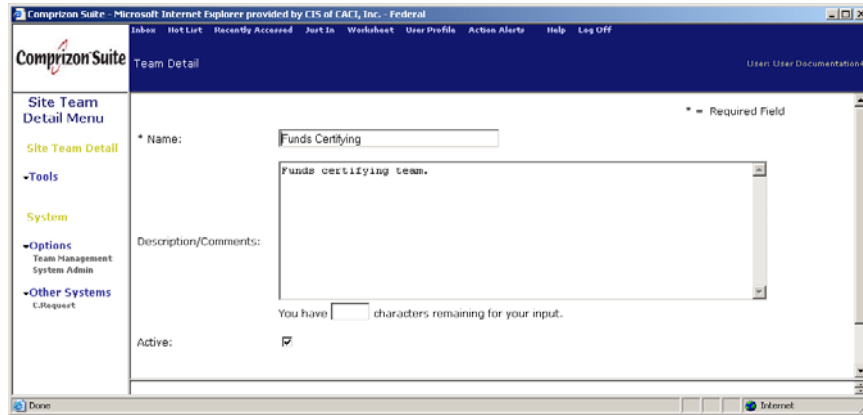 Comprizon Suite - Microsoft Internet Explorer provided by CIS of CACI, Inc. - Federal
Inbox Hot List Recently Accessed Just In Worksheet User Profile Action Alerts Help Log Off
Comprizon Suite
Team Detail
User: User Documentation4
Site Team
Detail Menu
Site Team Detail
Tools
System
Options
Team Management
System Admin
Other Systems
C.Request
* = Required Field
* Name:
Funds Certifying
Description/Comments:
Funds certifying team.
You have characters remaining for your input.
Active:
Done
Internet